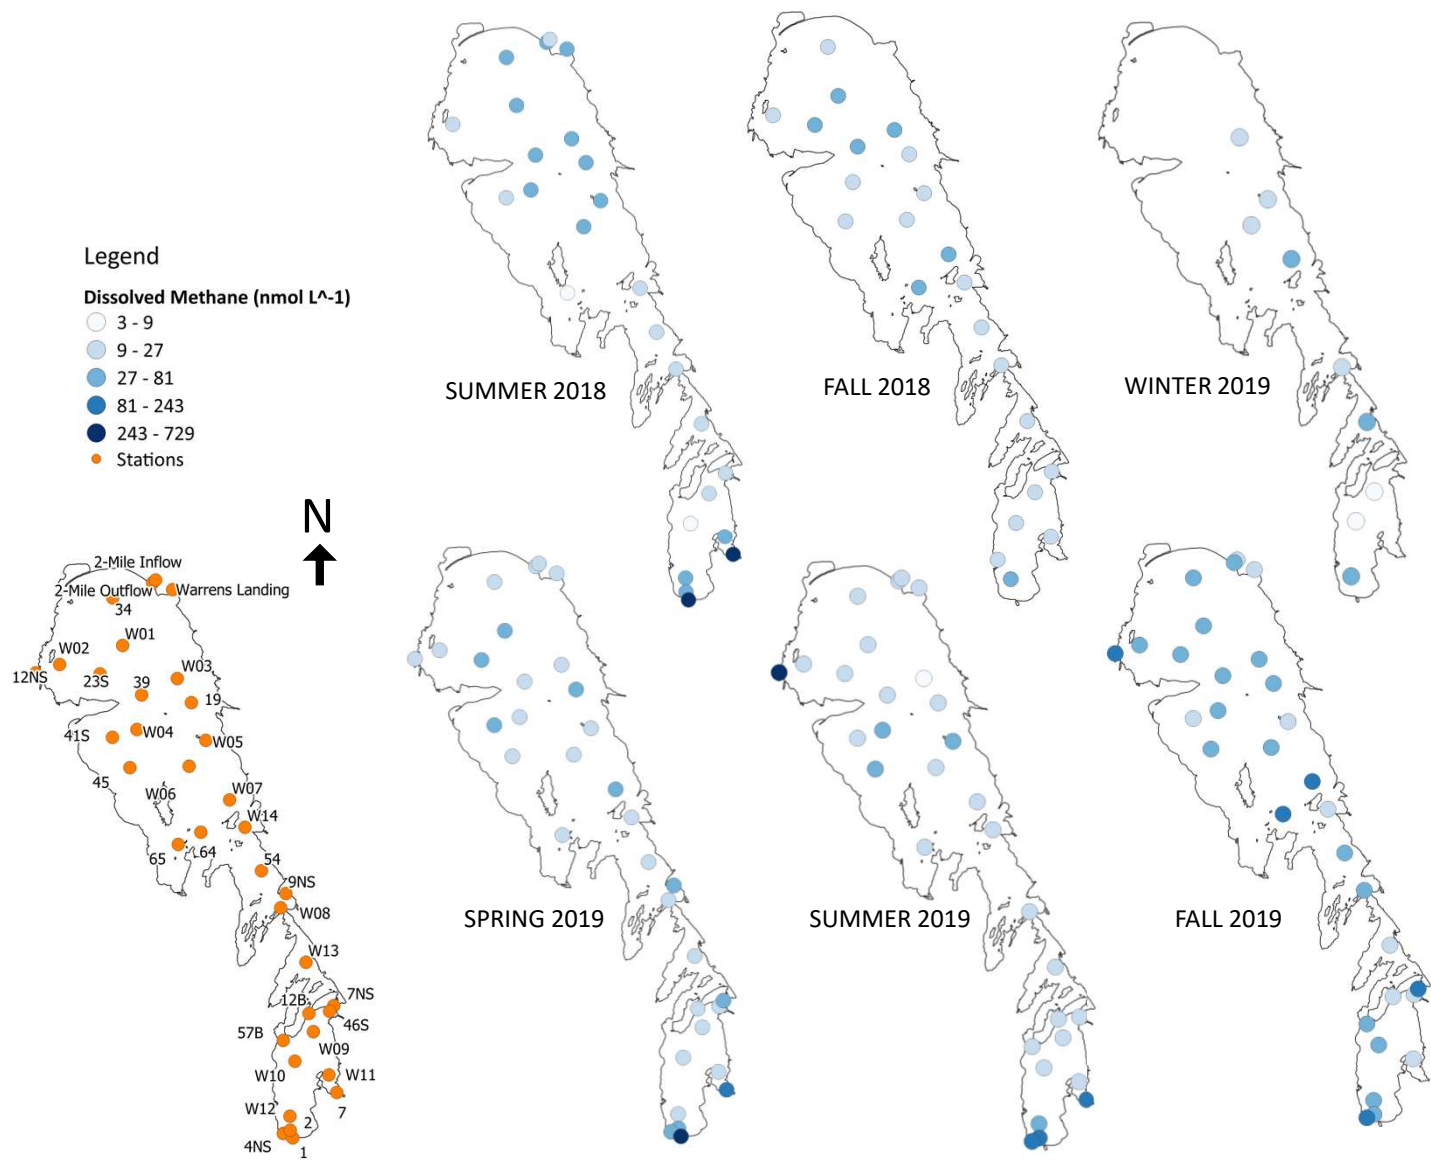 Legend
Dissolved Methane (nmol L^-1)
3 - 9
9 - 27
27 - 81
81 - 243
243 - 729
Stations
SUMMER 2018
FALL 2018
WINTER 2019
N
2-Mile Inflow
2-Mile Outflow
Warrens Landing
34
W01
W02
12NS
23S
39
W03
19
41S
W04
W05
45
W06
W07
W14
65
64
54
9NS
W08
W13
12B
7NS
46S
57B
W09
W10
W11
7
W12
2
4NS
1
SPRING 2019
SUMMER 2019
FALL 2019